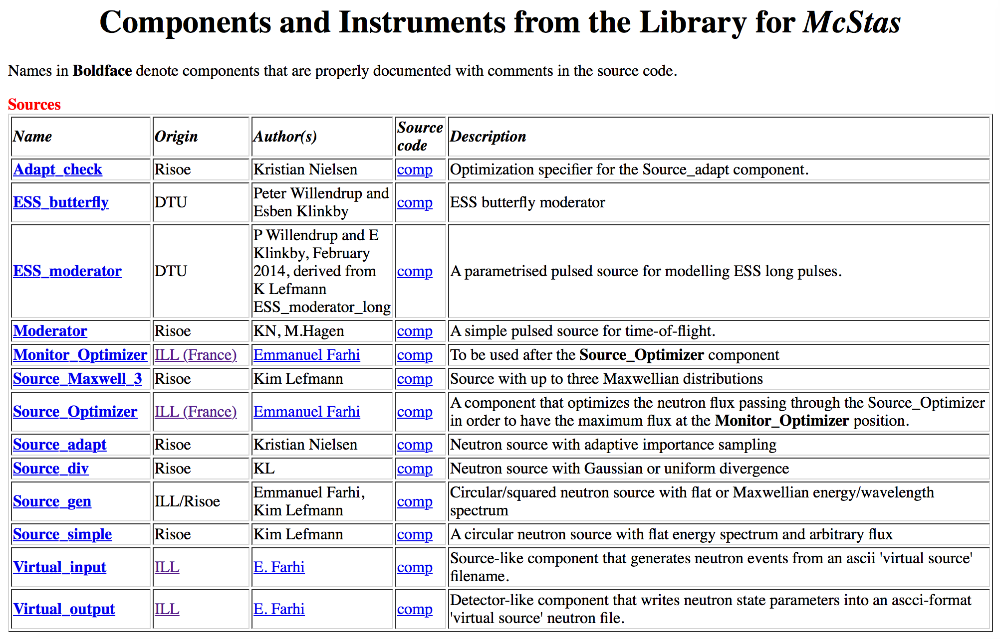 Components and Instruments from the Library for McStas
Names in Boldface denote components that are properly documented with comments in the source code.
Sources
Name Origin Author(s) Source code Description
Adapt_check Risoe Kristian Nielsen comp Optimization specifier for the Source_adapt component.
ESS_butterfly DTU Peter Willendrup and Esben Klinkby comp ESS butterfly moderator
ESS_moderator DTU P Willendrup and E Klinkby, February 2014, derived from K Lefmann ESS_moderator_long comp A parametrised pulsed source for modelling ESS long pulses.
Moderator Risoe KN, M.Hagen comp A simple pulsed source for time-of-flight.
Monitor_Optimizer ILL (France) Emmanuel Farhi comp To be used after the Source_Optimizer component
Source_Maxwell_3 Risoe Kim Lefmann comp Source with up to three Maxwellian distributions
Source_Optimizer ILL (France) Emmanuel Farhi comp A component that optimizes the neutron flux passing through the Source_Optimizer in order to have the maximum flux at the Monitor_Optimizer position.
Source_adapt Risoe Kristian Nielsen comp Neutron source with adaptive importance sampling
Source_div Risoe KL comp Neutron source with Gaussian or uniform divergence
Source_gen ILL/Risoe Emmanuel Farhi, Kim Lefmann comp Circular/squared neutron source with flat or Maxwellian energy/wavelength spectrum
Source_simple Risoe Kim Lefmann comp A circular neutron source with flat energy spectrum and arbitrary flux
Virtual_input ILL E. Farhi comp Source-like component that generates neutron events from an ascii 'virtual source' filename.
Virtual_output ILL E. Farhi comp Detector-like component that writes neutron state parameters into an ascci-format 'virtual source' neutron file.